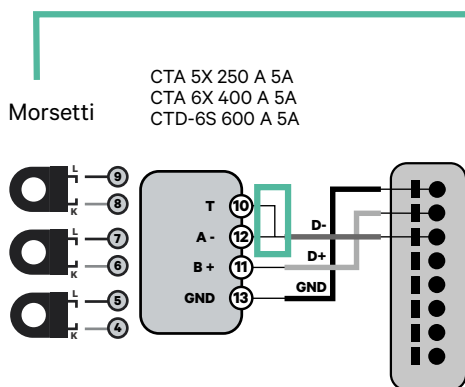 CTA 5X 250 A 5A
CTA 6X 400 A 5A
CTD-6S 600 A 5A
Morsetti
L 9
K 8
L 7
K 6
L 5
K 4
T 10
A - 12
B + 11
GND 13
D-
D+
GND